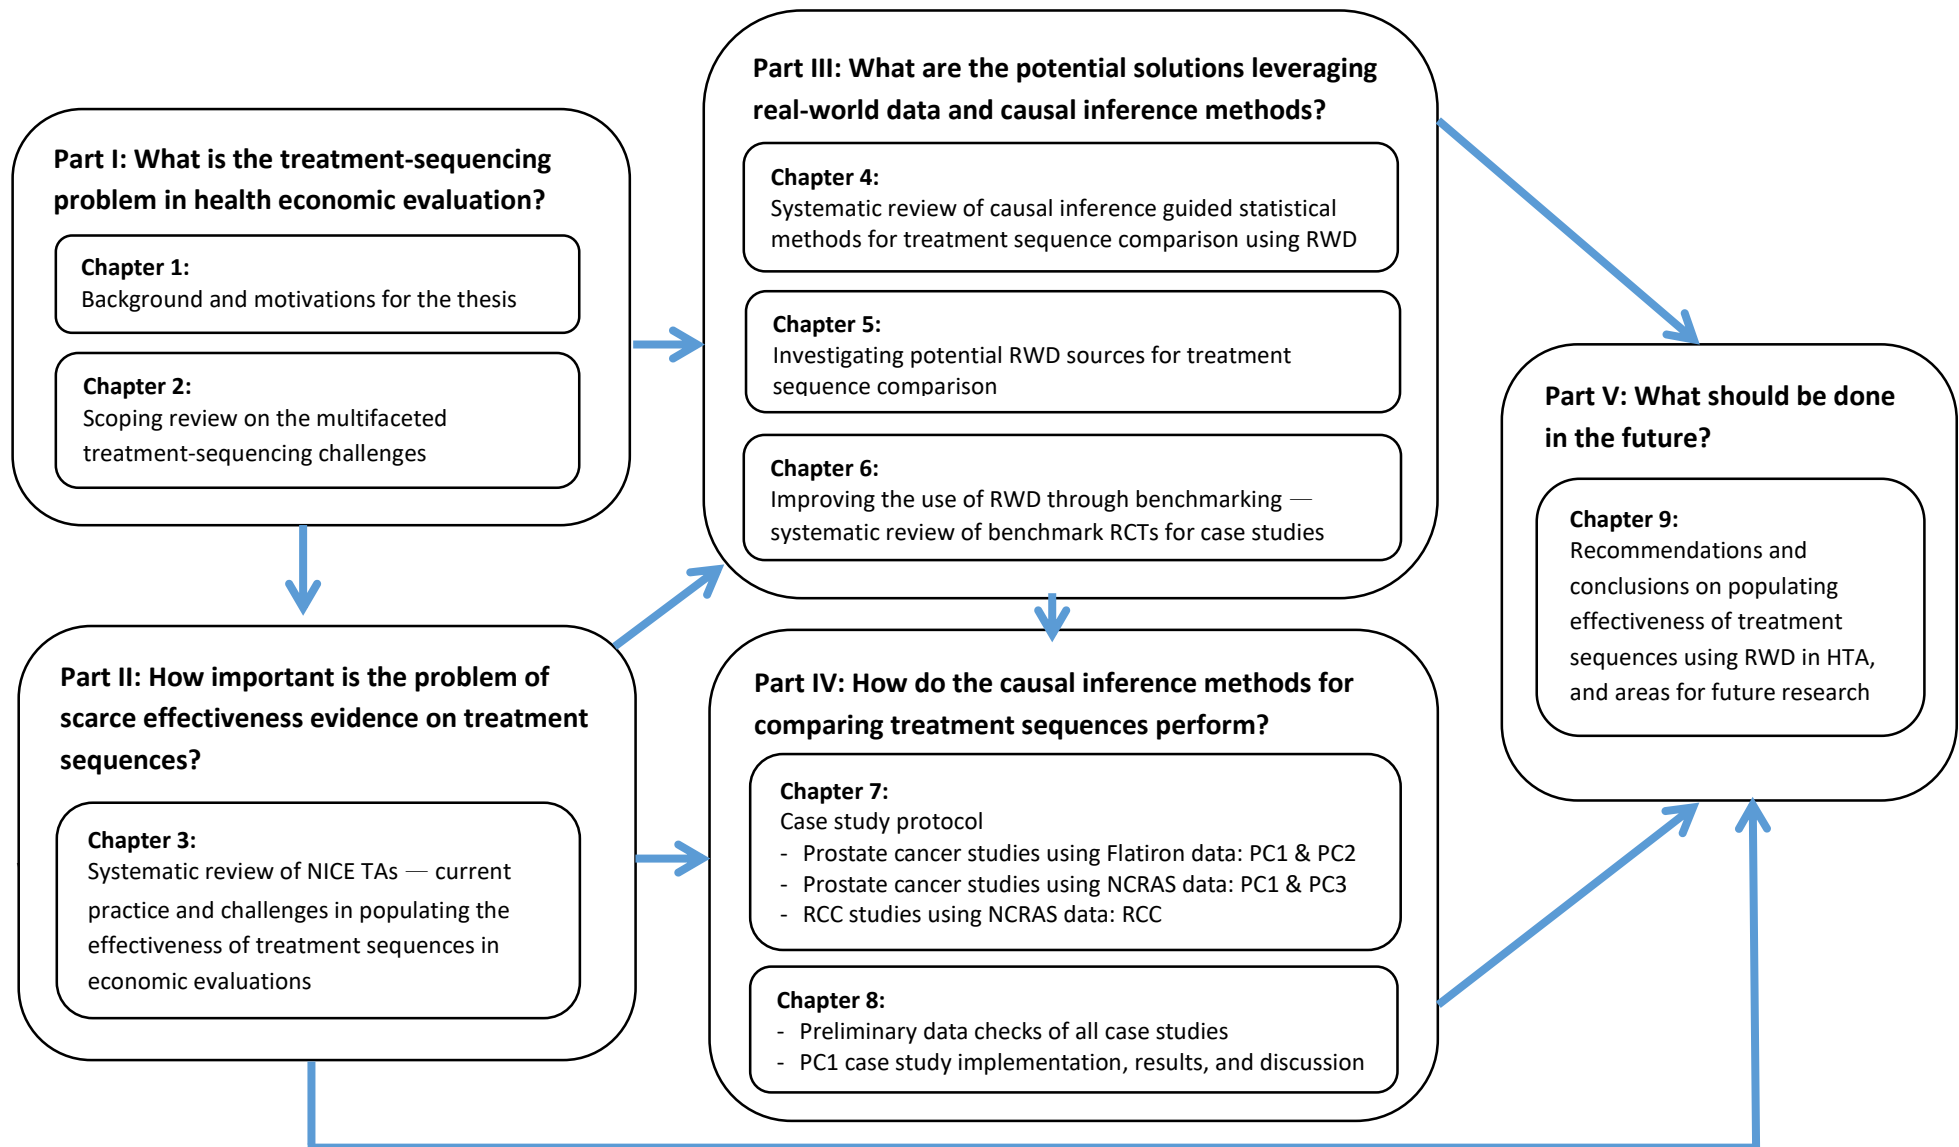 Part I: What is the treatment-sequencing
problem in health economic evaluation?
Chapter 1:
Background and motivations for the thesis
Chapter 2:
Scoping review on the multifaceted
treatment-sequencing challenges
Part II: How important is the problem of
scarce effectiveness evidence on treatment
sequences?
Chapter 3:
Systematic review of NICE TAs — current
practice and challenges in populating the
effectiveness of treatment sequences in
economic evaluations
Part III: What are the potential solutions leveraging
real-world data and causal inference methods?
Chapter 4:
Systematic review of causal inference guided statistical
methods for treatment sequence comparison using RWD
Chapter 5:
Investigating potential RWD sources for treatment
sequence comparison
Chapter 6:
Improving the use of RWD through benchmarking —
systematic review of benchmark RCTs for case studies
Part IV: How do the causal inference methods for
comparing treatment sequences perform?
Chapter 7:
Case study protocol
- Prostate cancer studies using Flatiron data: PC1 & PC2
- Prostate cancer studies using NCRAS data: PC1 & PC3
- RCC studies using NCRAS data: RCC
Chapter 8:
- Preliminary data checks of all case studies
- PC1 case study implementation, results, and discussion
Part V: What should be done
in the future?
Chapter 9:
Recommendations and
conclusions on populating
effectiveness of treatment
sequences using RWD in HTA,
and areas for future research